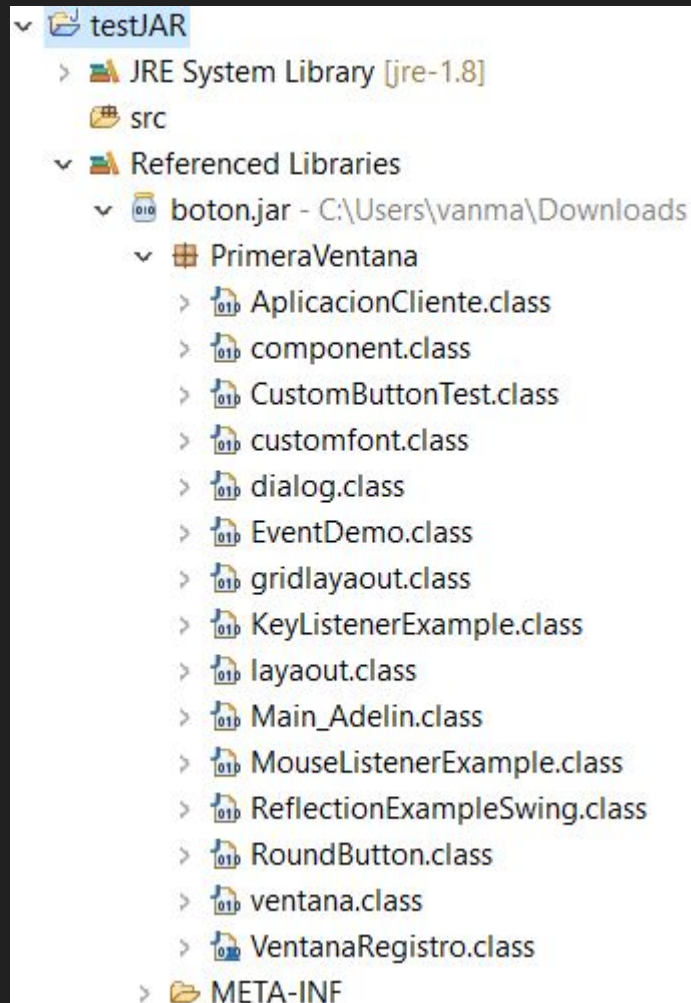 testJAR
JRE System Library [jre-1.8]
src
Referenced Libraries
boton.jar - C:\Users\vanma\Downloads
PrimeraVentana
AplicacionCliente.class
component.class
CustomButtonTest.class
customfont.class
dialog.class
EventDemo.class
gridlayaout.class
KeyListenerExample.class
layaout.class
Main_Adelin.class
MouseListenerExample.class
ReflectionExampleSwing.class
RoundButton.class
ventana.class
VentanaRegistro.class
META-INF